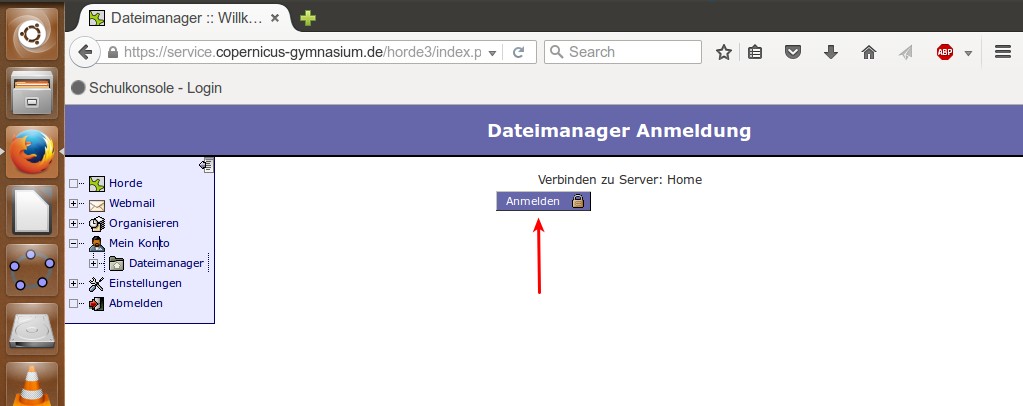 Dateimanager :: Willk…
https://service.copernicus-gymnasium.de/horde3/index.p
Search
ABP
Schulkonsole - Login
Dateimanager Anmeldung
Verbinden zu Server: Home
Anmelden
Horde
Webmail
Organisieren
Mein Konto
Dateimanager
Einstellungen
Abmelden